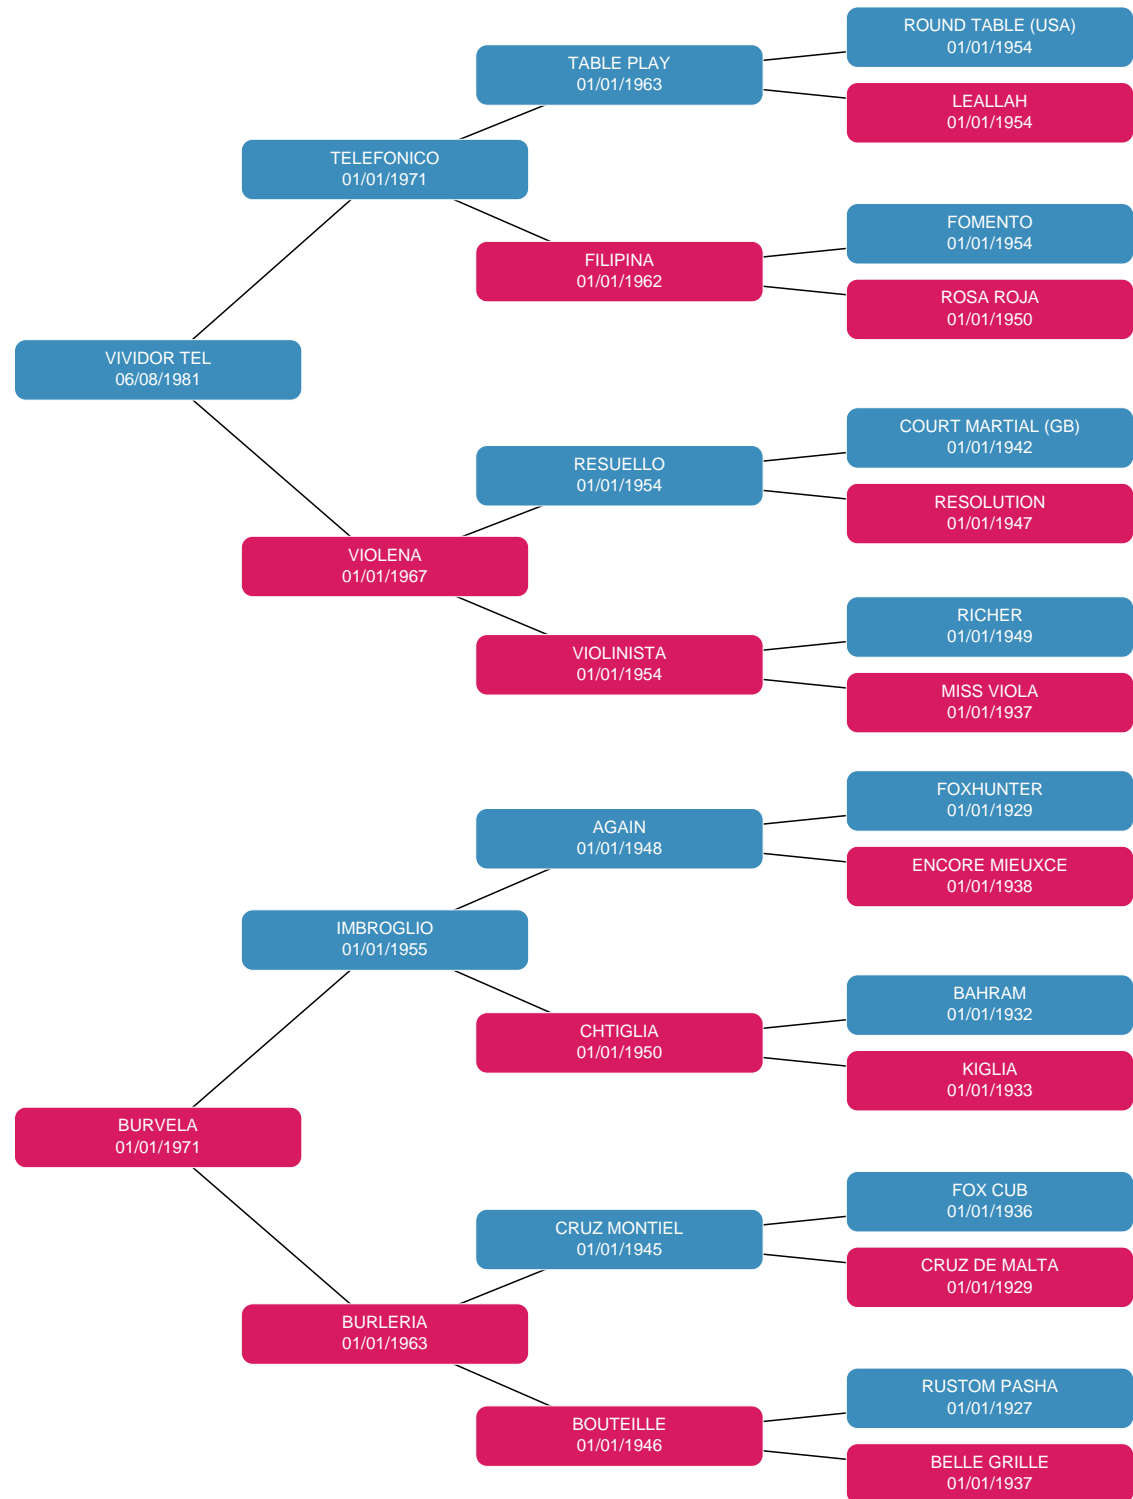 ROUND TABLE (USA)
01/01/1954
TABLE PLAY
01/01/1963
LEALLAH
01/01/1954
TELEFONICO
01/01/1971
FOMENTO
01/01/1954
FILIPINA
01/01/1962
ROSA ROJA
01/01/1950
VIVIDOR TEL
06/08/1981
COURT MARTIAL (GB)
01/01/1942
RESUELLO
01/01/1954
RESOLUTION
01/01/1947
VIOLENA
01/01/1967
RICHER
01/01/1949
VIOLINISTA
01/01/1954
MISS VIOLA
01/01/1937
FOXHUNTER
01/01/1929
AGAIN
01/01/1948
ENCORE MIEUXCE
01/01/1938
IMBROGLIO
01/01/1955
BAHRAM
01/01/1932
CHTIGLIA
01/01/1950
KIGLIA
01/01/1933
BURVELA
01/01/1971
FOX CUB
01/01/1936
CRUZ MONTIEL
01/01/1945
CRUZ DE MALTA
01/01/1929
BURLERIA
01/01/1963
RUSTOM PASHA
01/01/1927
BOUTEILLE
01/01/1946
BELLE GRILLE
01/01/1937